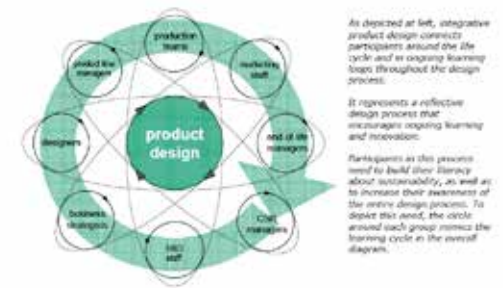 production
teams
product line
managers
marketing
staff
designers
product
design
end of life
managers
business
strategists
CSR
managers
staff
As depicted at left, integrative
product design connects
participants around the life
cycle and in ongoing learning
loops throughout the design
process.
It represents a reflective
design process that
encourages ongoing learning
and innovation.
Participants in this process
need to build their literacy
about sustainability, as well as
to increase their awareness of
the entire design process. To
depict this need, the circle
around each group mimics the
learning cycle in the overall
diagram.